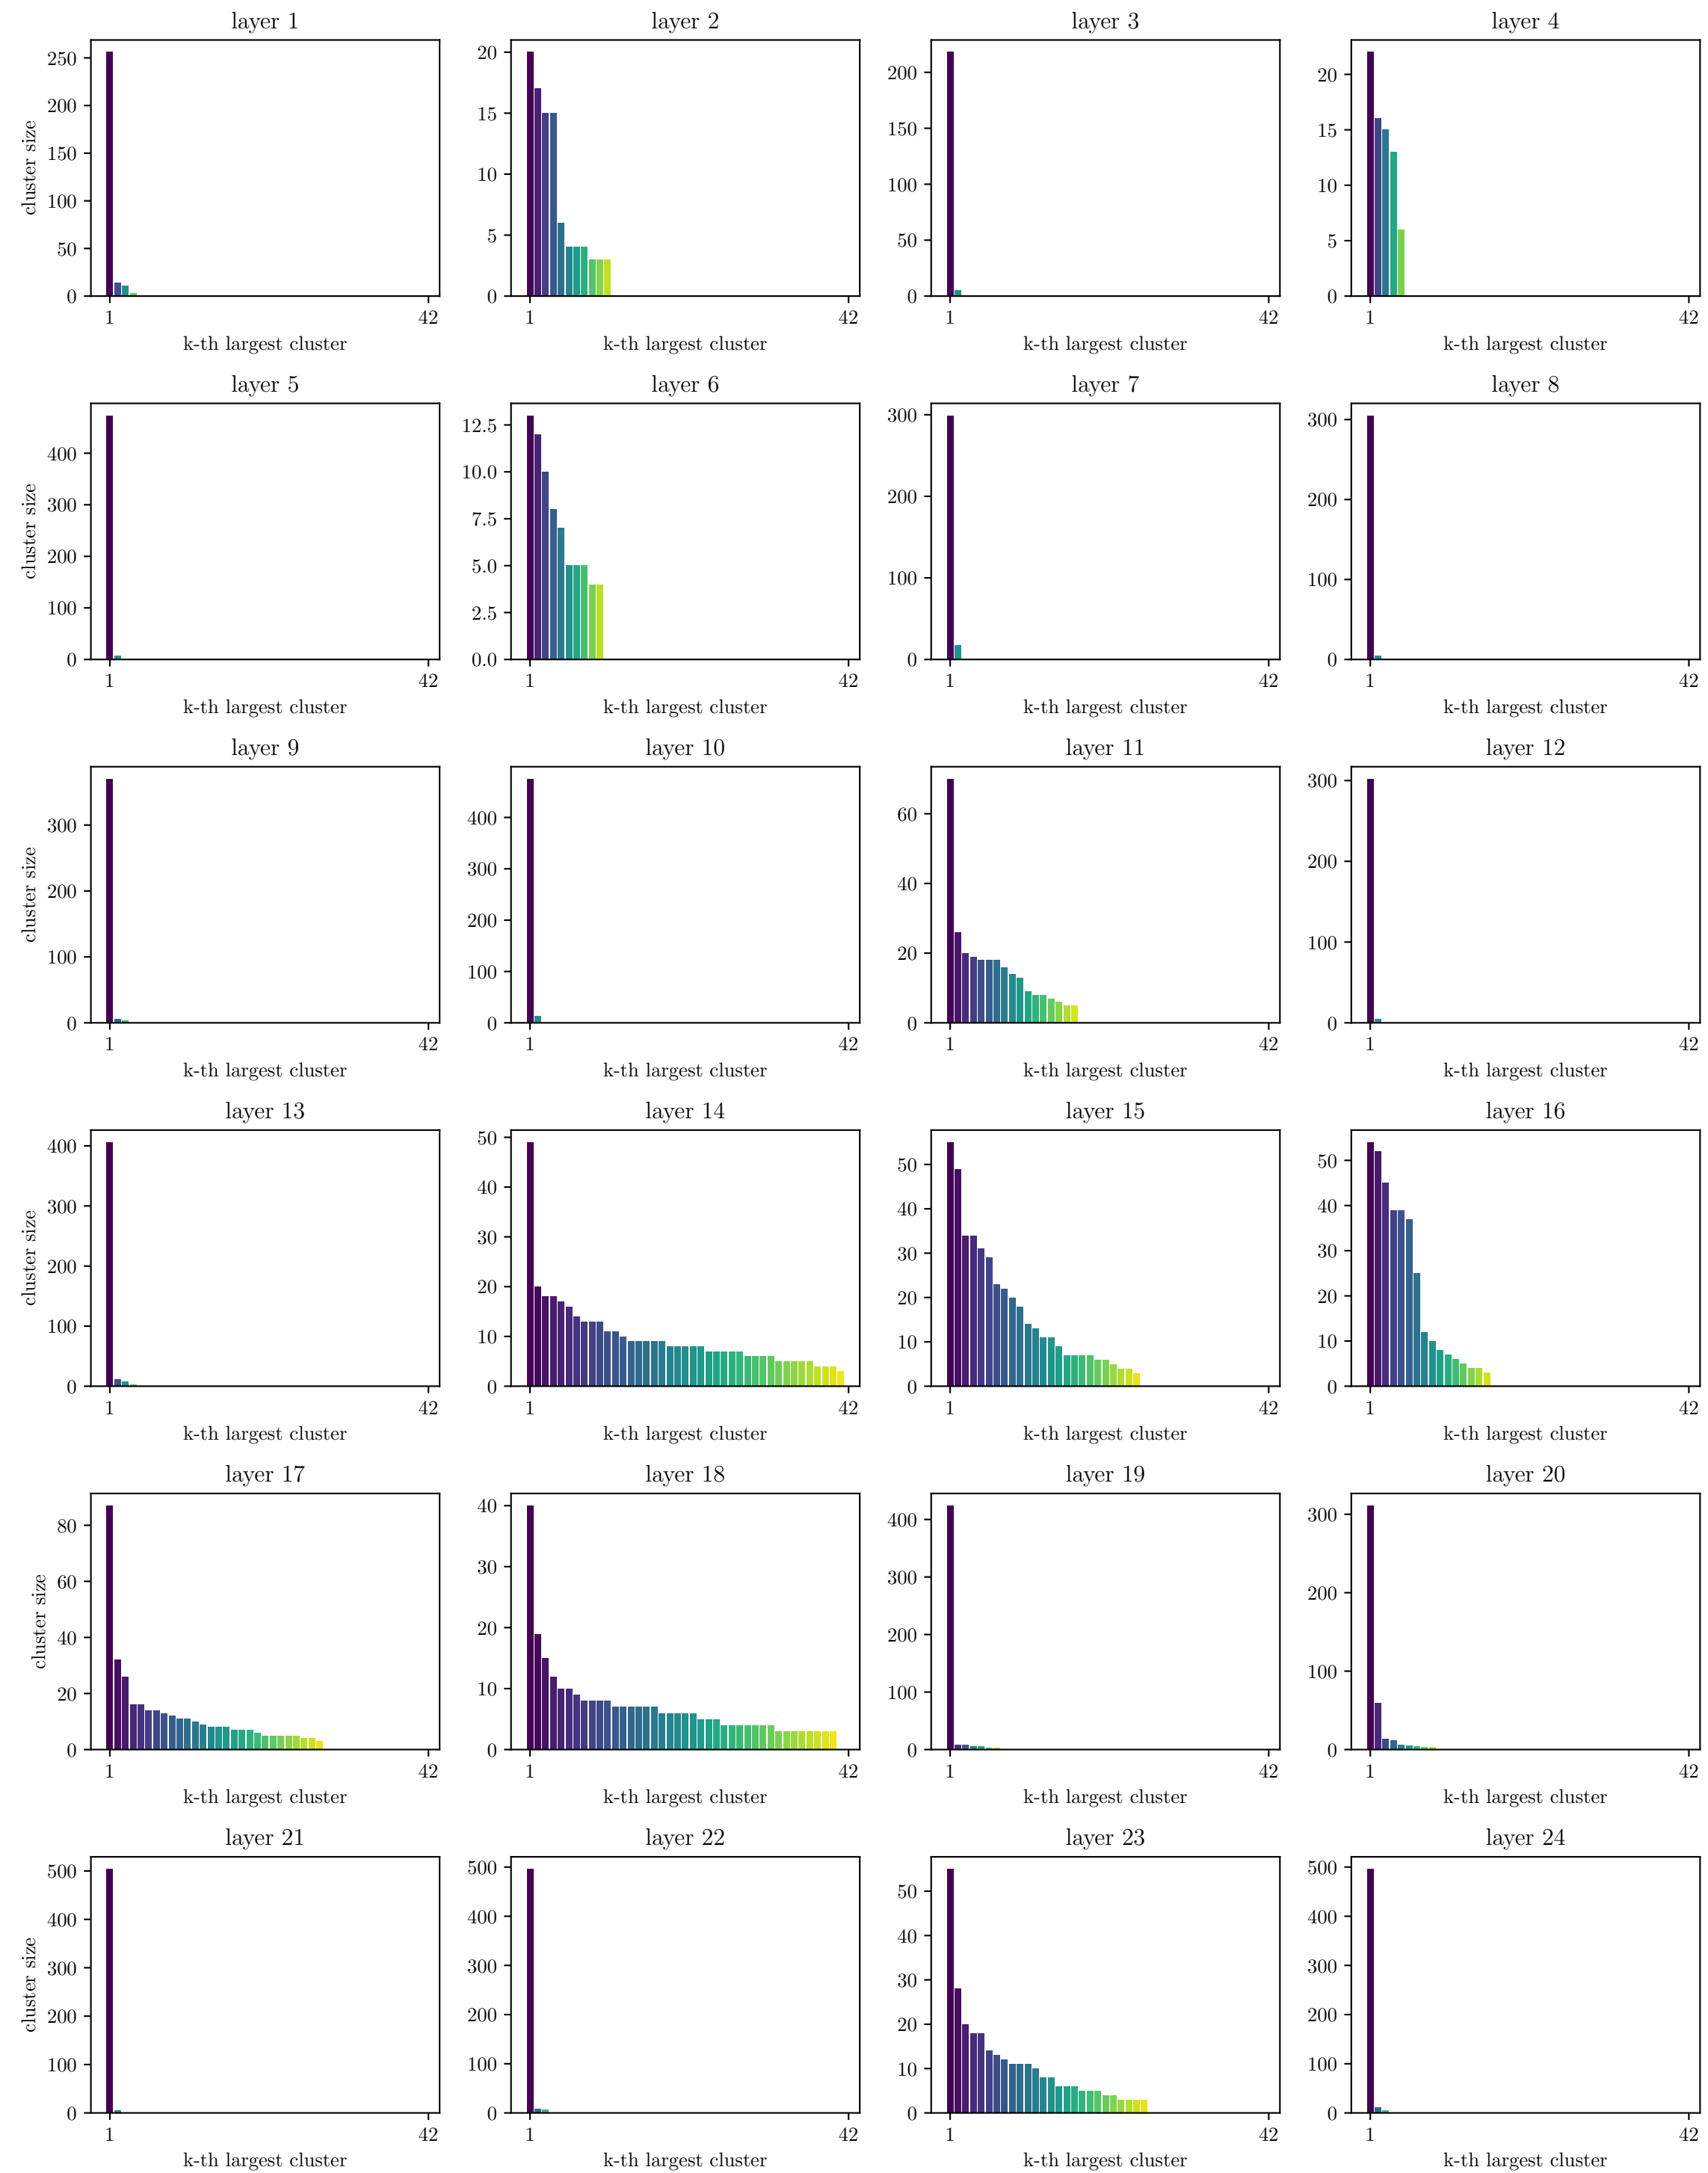 layer 1
250
200
150
100
50
0
cluster size
1 42
k-th largest cluster
layer 2
20
15
10
5
0
1 42
k-th largest cluster
layer 3
200
150
100
50
0
1 42
k-th largest cluster
layer 4
20
15
10
5
0
1 42
k-th largest cluster
layer 5
400
300
200
100
0
cluster size
1 42
k-th largest cluster
layer 6
12.5
10.0
7.5
5.0
2.5
0.0
1 42
k-th largest cluster
layer 7
300
200
100
0
1 42
k-th largest cluster
layer 8
300
200
100
0
1 42
k-th largest cluster
layer 9
300
200
100
0
cluster size
1 42
k-th largest cluster
layer 10
400
300
200
100
0
1 42
k-th largest cluster
layer 11
60
40
20
0
1 42
k-th largest cluster
layer 12
300
200
100
0
1 42
k-th largest cluster
layer 13
400
300
200
100
0
cluster size
1 42
k-th largest cluster
layer 14
50
40
30
20
10
0
1 42
k-th largest cluster
layer 15
50
40
30
20
10
0
1 42
k-th largest cluster
layer 16
50
40
30
20
10
0
1 42
k-th largest cluster
layer 17
80
60
40
20
0
cluster size
1 42
k-th largest cluster
layer 18
40
30
20
10
0
1 42
k-th largest cluster
layer 19
400
300
200
100
0
1 42
k-th largest cluster
layer 20
300
200
100
0
1 42
k-th largest cluster
layer 21
500
400
300
200
100
0
cluster size
1 42
k-th largest cluster
layer 22
500
400
300
200
100
0
1 42
k-th largest cluster
layer 23
50
40
30
20
10
0
1 42
k-th largest cluster
layer 24
500
400
300
200
100
0
1 42
k-th largest cluster